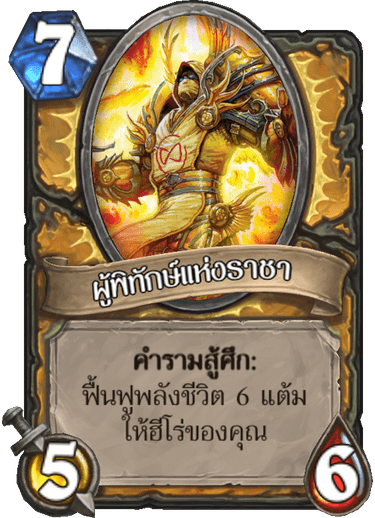 7
ผู้พิทักษ์แห่งราชา
คำรามสู้ศึก:
ฟื้นฟูพลังชีวิต 6 แต้ม
ให้ฮีโร่ของคุณ
5
6